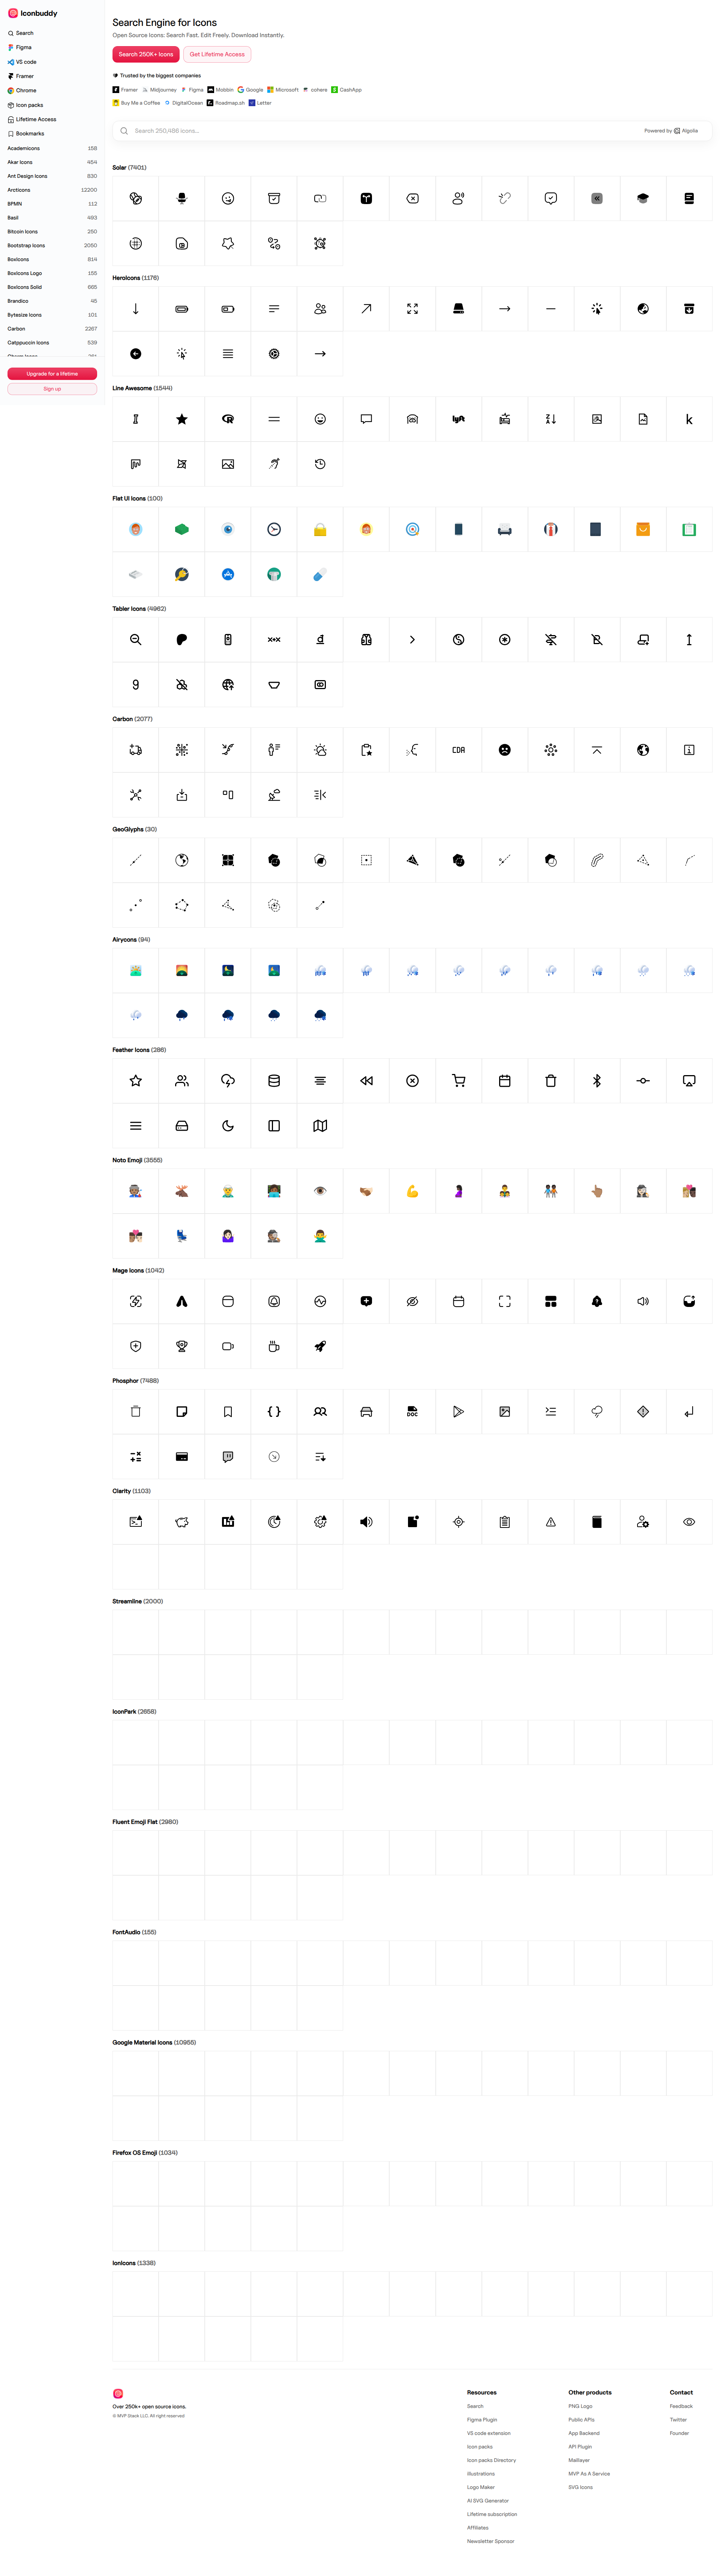 Iconbuddy
Search
Figma
VS code
Framer
Chrome
Icon packs
Lifetime Access
Bookmarks
Academicons 158
Akar Icons 454
Ant Design Icons 830
Arcticons 12200
BPMN 112
Basil 493
Bitcoin Icons 250
Bootstrap Icons 2050
BoxIcons 814
BoxIcons Logo 155
BoxIcons Solid 665
Brandico 45
Bytesize Icons 101
Carbon 2267
Catppuccin Icons 539
Upgrade for a lifetime
Sign up
Search Engine for Icons
Open Source Icons: Search Fast. Edit Freely. Download Instantly.
Search 250K+ Icons
Get Lifetime Access
Trusted by the biggest companies
Framer Midjourney Figma Mobbin Google Microsoft cohere CashApp
Buy Me a Coffee DigitalOcean Roadmap.sh Letter
Search 250,486 icons...
Powered by Algolia
Solar (7401)
HeroIcons (1176)
Line Awesome (1544)
lyft
Z
A
k
Flat UI Icons (100)
Tabler Icons (4962)
Carbon (2077)
CDA
GeoGlyphs (30)
Airycons (94)
Feather Icons (286)
Noto Emoji (3555)
Mage Icons (1042)
Phosphor (7488)
DOC
Clarity (1103)
Streamline (2000)
IconPark (2658)
Fluent Emoji Flat (2980)
FontAudio (155)
Google Material Icons (10955)
Firefox OS Emoji (1034)
IonIcons (1338)
Over 250k+ open source icons.
© MVP Stack LLC. All right reserved
Resources
Search
Figma Plugin
VS code extension
Icon packs
Icon packs Directory
Illustrations
Logo Maker
AI SVG Generator
Lifetime subscription
Affiliates
Newsletter Sponsor
Other products
PNG Logo
Public APIs
App Backend
API Plugin
Maillayer
MVP As A Service
SVG Icons
Contact
Feedback
Twitter
Founder